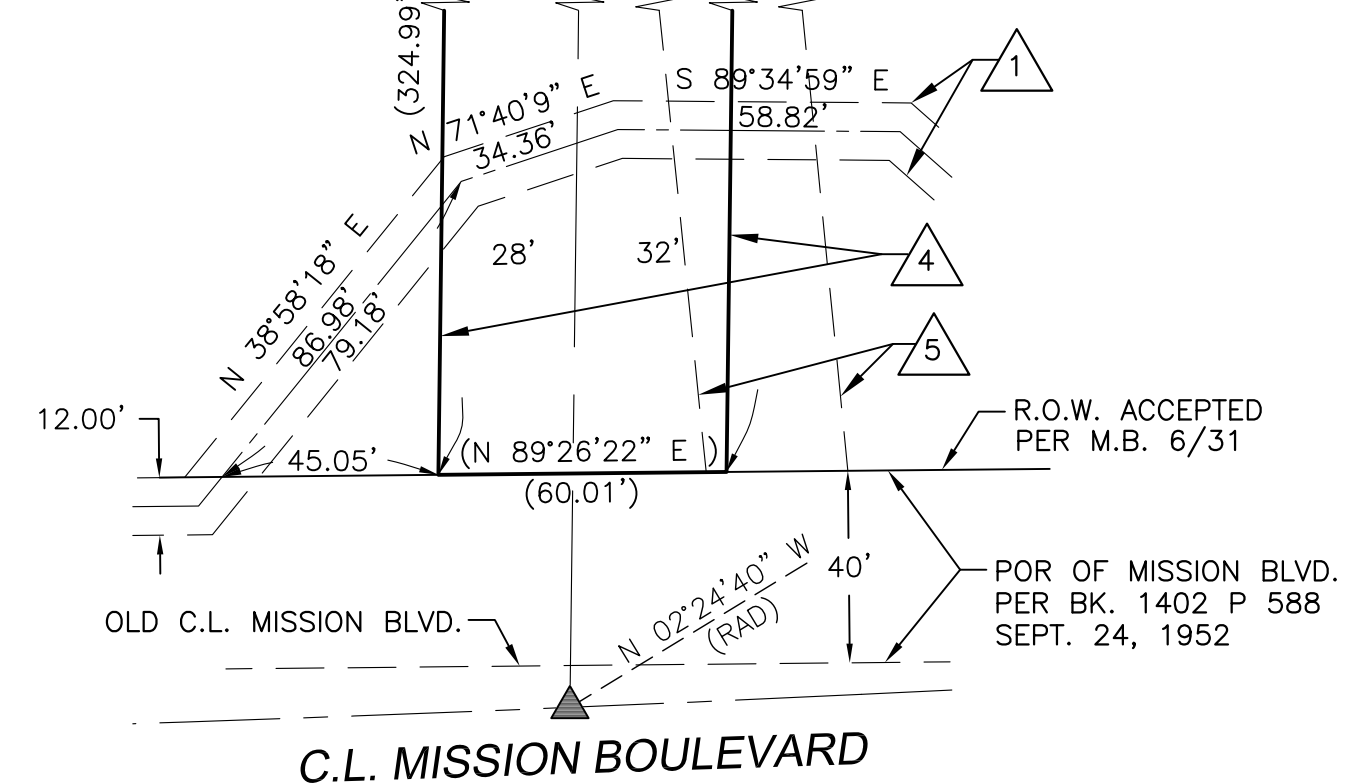 (324.99'
S 89°34'59" E
58.82'
1
N 71°40'9" E
34.36'
28'
32'
4
N 38°58'18" E
86.98'
79.18'
5
12.00'
R.O.W. ACCEPTED
PER M.B. 6/31
45.05'
(N 89°26'22" E )
(60.01')
40'
POR OF MISSION BLVD.
PER BK. 1402 P 588
SEPT. 24, 1952
N 02°24'40" W
(RAD)
OLD C.L. MISSION BLVD.
C.L. MISSION BOULEVARD